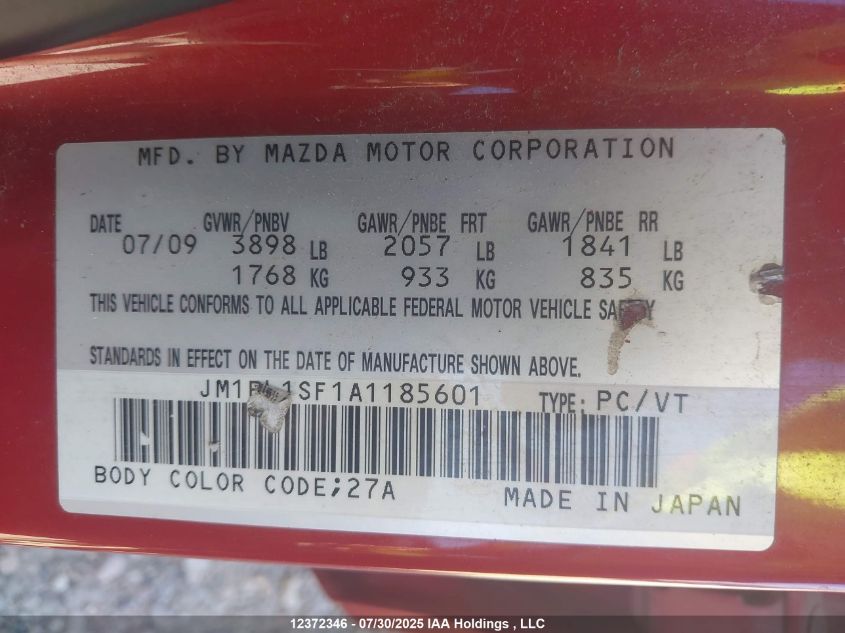 MFD. BY MAZDA MOTOR CORPORATION
DATE GVWR/PNBV GAWR/PNBE FRT GAWR/PNBE RR
07/09 3898 LB 2057 LB 1841 LB
1768 KG 933 KG 835 KG
THIS VEHICLE CONFORMS TO ALL APPLICABLE FEDERAL MOTOR VEHICLE SAFETY
STANDARDS IN EFFECT ON THE DATE OF MANUFACTURE SHOWN ABOVE.
TYPE: PC/VT
BODY COLOR CODE;27A
MADE IN JAPAN
12372346 - 07/30/2025 IAA Holdings , LLC